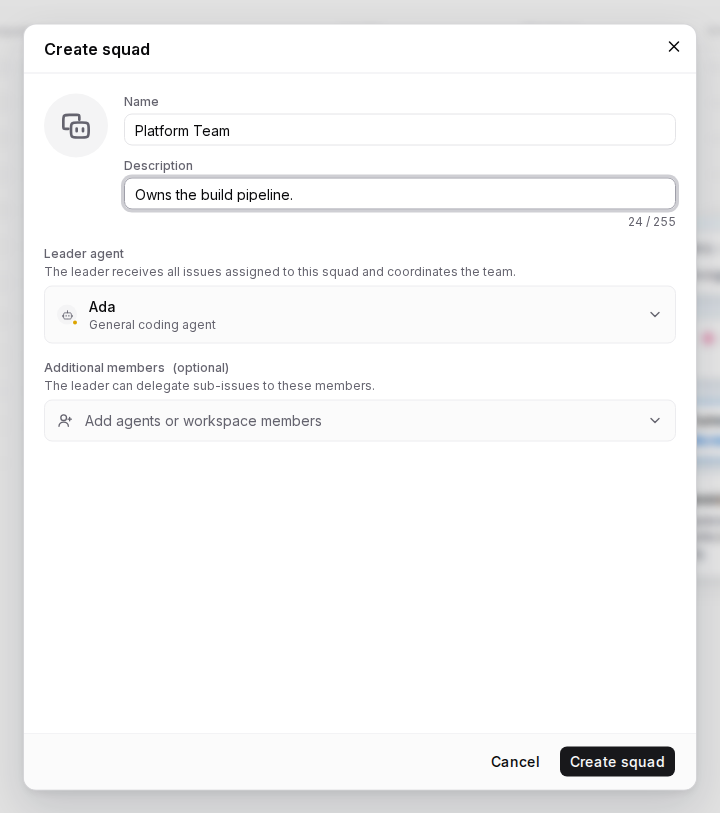 Create squad
Name
Platform Team
Description
Owns the build pipeline.
24 / 255
Leader agent
The leader receives all issues assigned to this squad and coordinates the team.
Ada
General coding agent
Additional members (optional)
The leader can delegate sub-issues to these members.
Add agents or workspace members
Cancel
Create squad